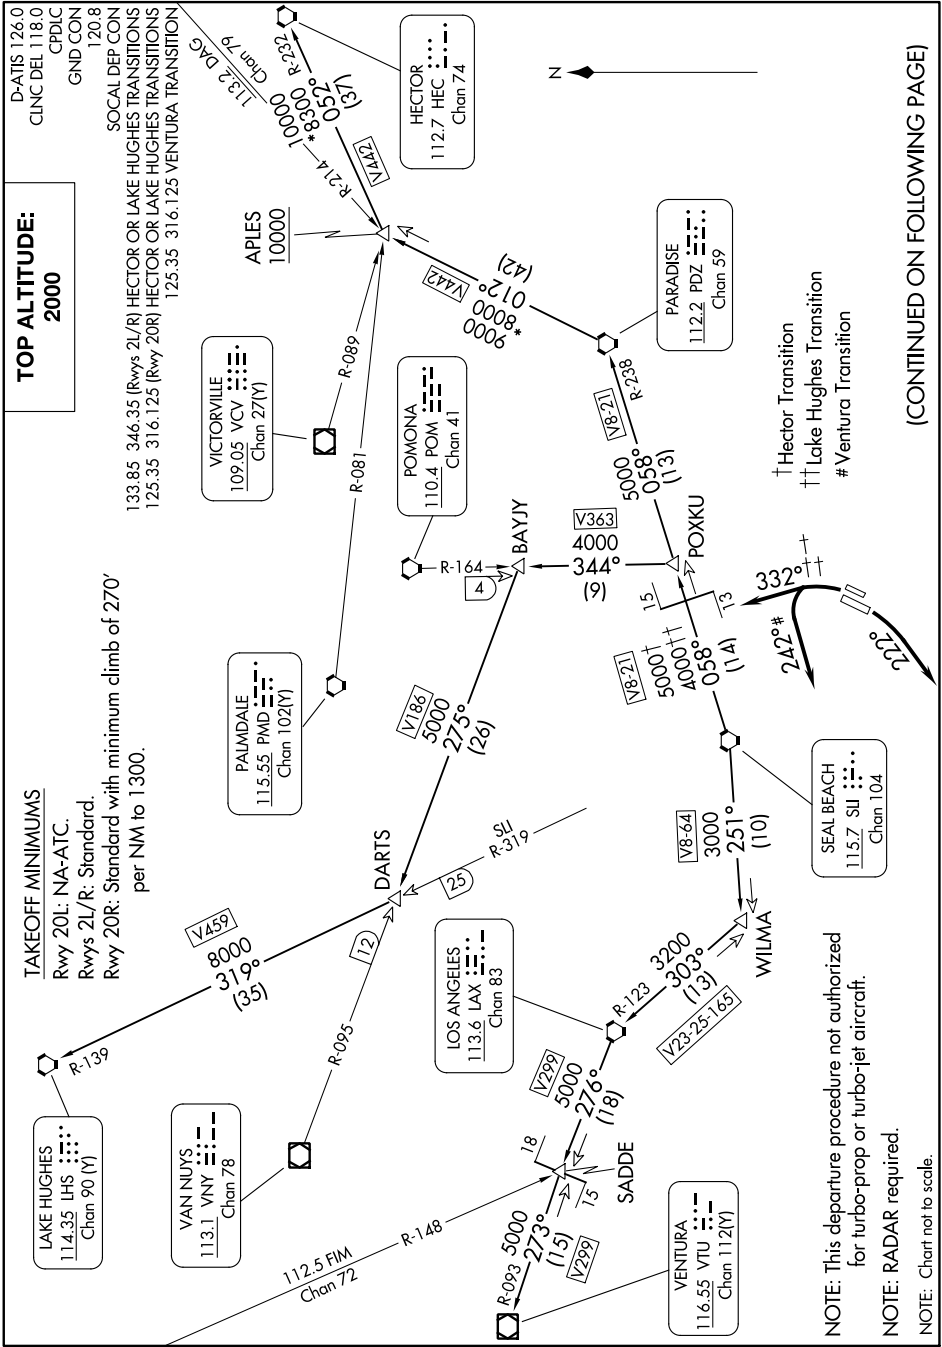 D-ATIS 126.0
CLNC DEL 118.0
CPDLC
GND CON
120.8
SOCAL DEP CON
133.85 346.35 (Rwys 2L/R) HECTOR OR LAKE HUGHES TRANSITIONS
125.35 316.125 (Rwy 20R) HECTOR OR LAKE HUGHES TRANSITIONS
125.35 316.125 VENTURA TRANSITION
TOP ALTITUDE:
2000
TAKEOFF MINIMUMS
Rwy 20L: NA-ATC.
Rwys 2L/R: Standard.
Rwy 20R: Standard with minimum climb of 270'
per NM to 1300.
LAKE HUGHES
114.35 LHS
Chan 90 (Y)
R-139
V459
8000
319°
(35)
VAN NUYS
113.1 VNY
Chan 78
R-095
12
DARTS
25
SLI
R-319
PALMDALE
115.55 PMD
Chan 102(Y)
R-081
VICTORVILLE
109.05 VCV
Chan 27(Y)
R-089
APLES
10000
113.2 DAG
Chan 79
R-214
R-232
10000
*8300
052°
(37)
V442
HECTOR
112.7 HEC
Chan 74
N
V442
9000
*8000
012°
(42)
POMONA
110.4 POM
Chan 41
R-164
4
BAYJY
V186
5000
275°
(26)
V363
4000
344°
(9)
POXKU
V8-21
R-238
5000
058°
(13)
PARADISE
112.2 PDZ
Chan 59
V8-21
5000†
4000††
058°
(14)
15
13
332°
†
††
242°#
222°
SEAL BEACH
115.7 SLI
Chan 104
V8-64
3000
251°
(10)
WILMA
LOS ANGELES
113.6 LAX
Chan 83
R-123
3200
303°
(13)
V23-25-165
V299
5000
276°
(18)
18
15
SADDE
112.5 FIM
Chan 72
R-148
R-093
5000
273°
(15)
V299
VENTURA
116.55 VTU
Chan 112(Y)
†Hector Transition
††Lake Hughes Transition
#Ventura Transition
NOTE: This departure procedure not authorized
for turbo-prop or turbo-jet aircraft.
NOTE: RADAR required.
NOTE: Chart not to scale.
(CONTINUED ON FOLLOWING PAGE)